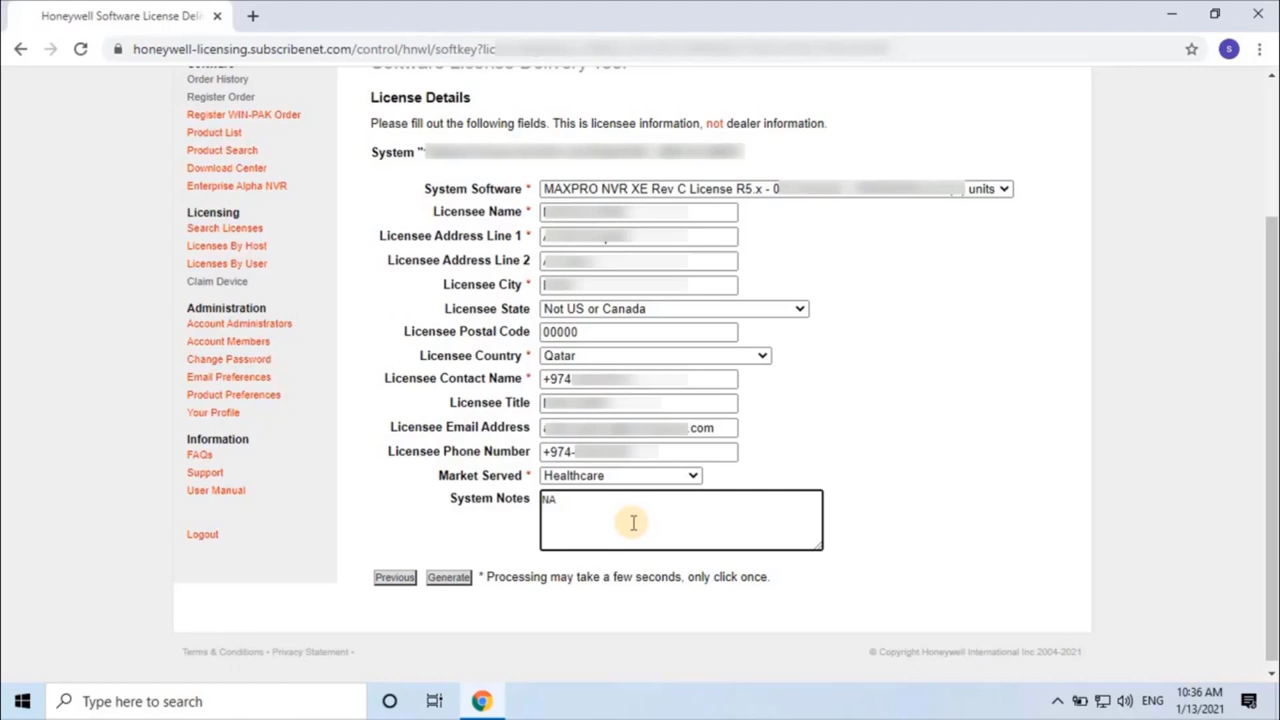 Honeywell Software License Deli
honeywell-licensing.subscribenet.com/control/hnwl/softkey?lic
S
Software
Order History
Register Order
Register WIN-PAK Order
Product List
Product Search
Download Center
Enterprise Alpha NVR
Licensing
Search Licenses
Licenses By Host
Licenses By User
Claim Device
Administration
Account Administrators
Account Members
Change Password
Email Preferences
Product Preferences
Your Profile
Information
FAQs
Support
User Manual
Logout
Software License Delivery Tool
License Details
Please fill out the following fields. This is licensee information, not dealer information.
System "
System Software * MAXPRO NVR XE Rev C License R5.x - 0 units
Licensee Name *
Licensee Address Line 1 *
Licensee Address Line 2
Licensee City *
Licensee State Not US or Canada
Licensee Postal Code 00000
Licensee Country * Qatar
Licensee Contact Name * +974
Licensee Title
Licensee Email Address .com
Licensee Phone Number +974-
Market Served * Healthcare
System Notes NA
Previous Generate * Processing may take a few seconds, only click once.
Terms & Conditions • Privacy Statement •
© Copyright Honeywell International Inc 2004-2021
Type here to search
ENG
10:36 AM
1/13/2021